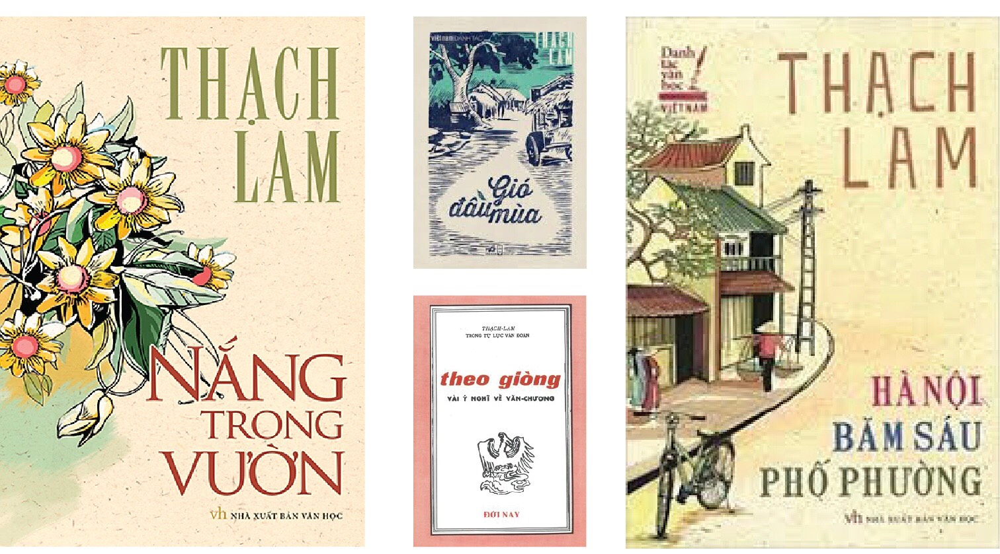 THẠCH
LAM
NẮNG
TRONG
VƯỜN
vh NHÀ XUẤT BẢN VĂN HỌC
việt nam DANH TÁC
THẠCH
LAM
Gió
đầu mùa
THẠCH-LAM
TRONG TỰ LỰC VĂN ĐOÀN
theo giòng
VÀI Ý NGHĨ VỀ VĂN-CHƯƠNG
ĐỜI NAY
Danh
tác
văn
học
VIỆT NAM
THẠCH
LAM
HÀ NỘI
BĂM SÁU
PHỐ PHƯỜNG
vh NHÀ XUẤT BẢN VĂN HỌC